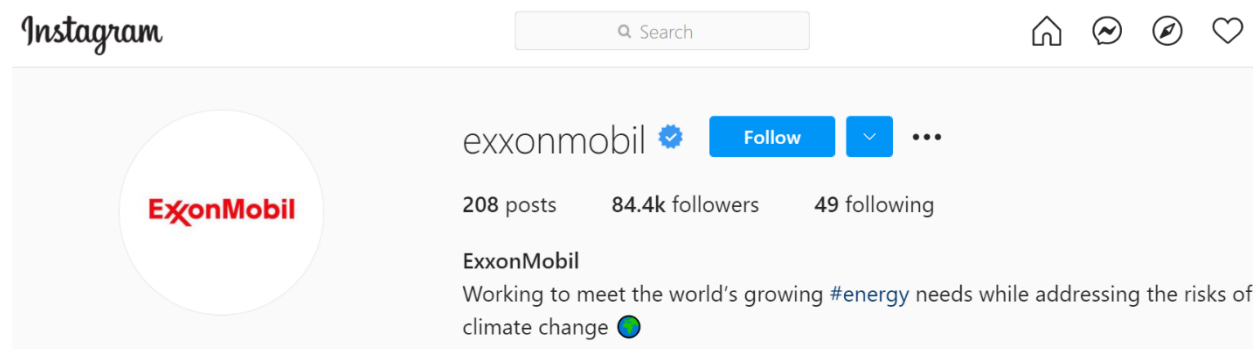 Instagram
Search
ExxonMobil
exxonmobil Follow
208 posts 84.4k followers 49 following
ExxonMobil
Working to meet the world's growing #energy needs while addressing the risks of
climate change 🌍